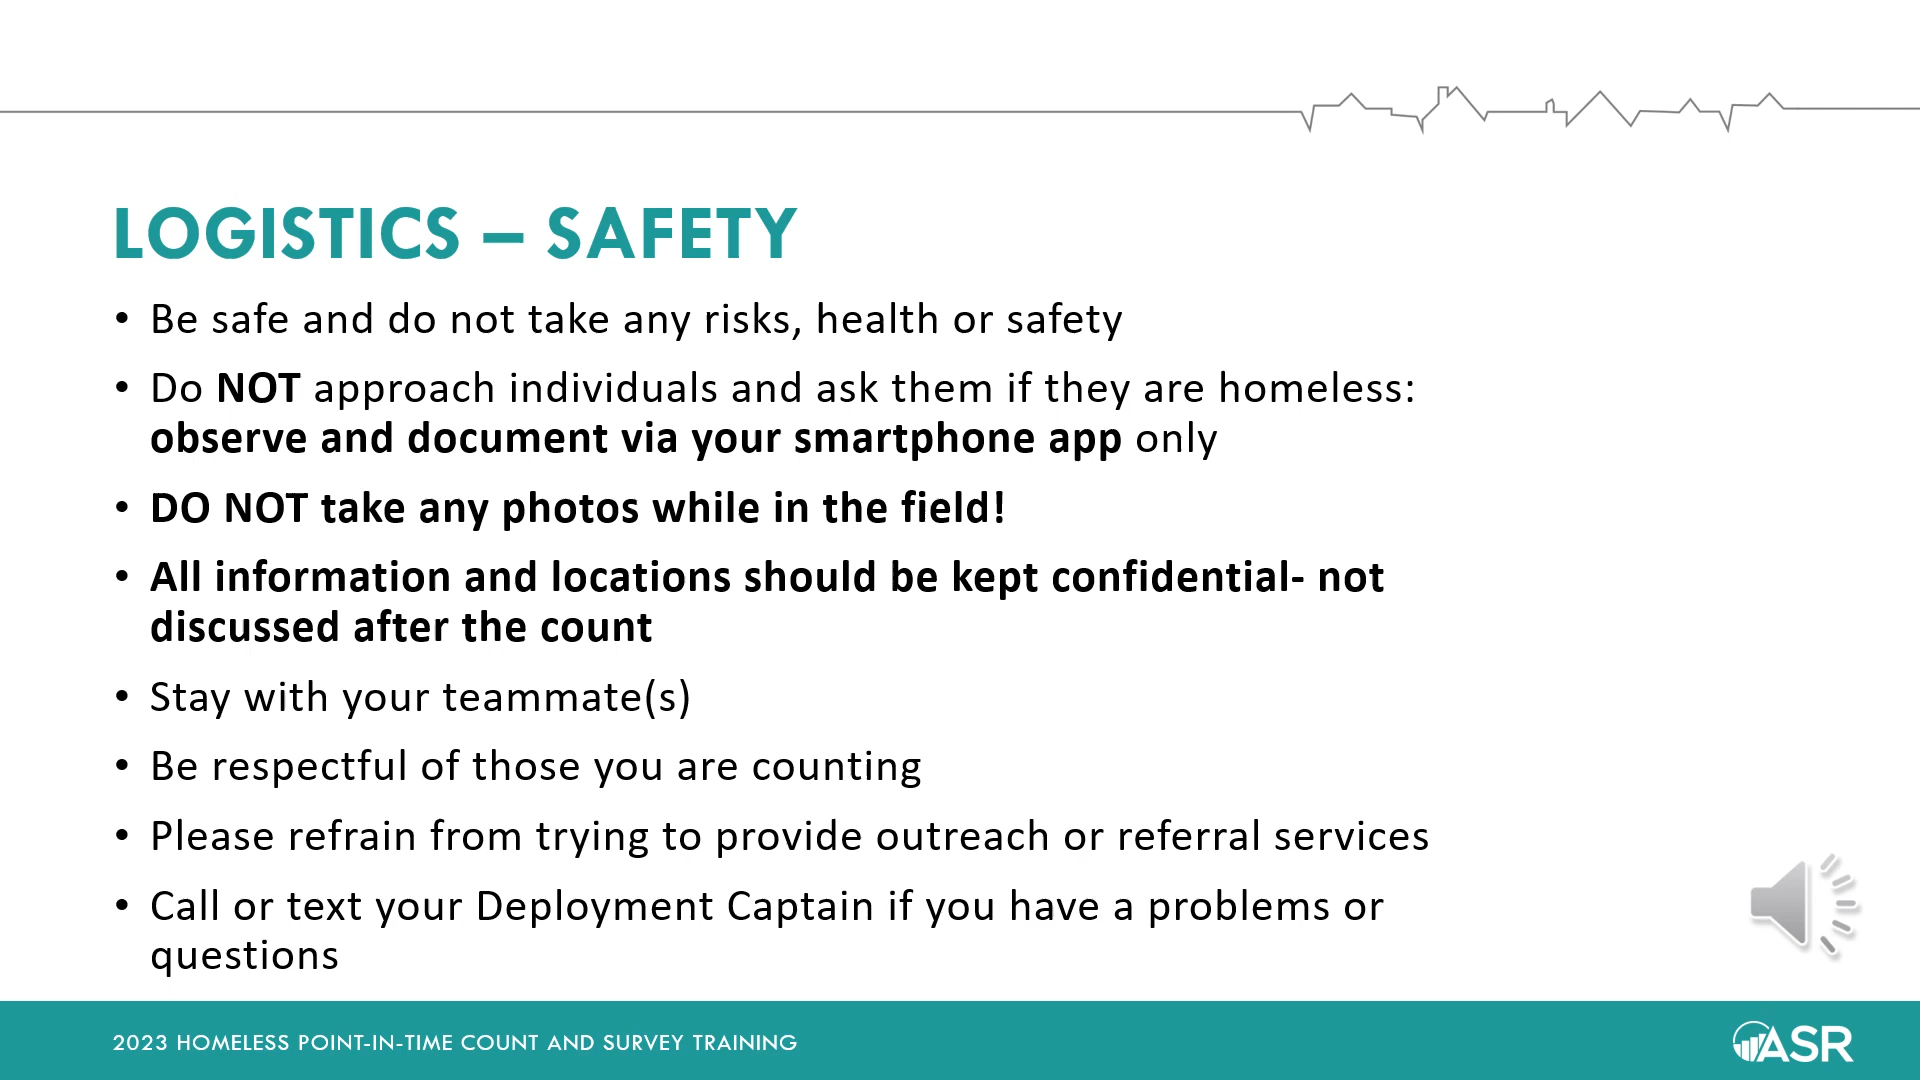 LOGISTICS – SAFETY
• Be safe and do not take any risks, health or safety
• Do NOT approach individuals and ask them if they are homeless:
observe and document via your smartphone app only
• DO NOT take any photos while in the field!
• All information and locations should be kept confidential- not
discussed after the count
• Stay with your teammate(s)
• Be respectful of those you are counting
• Please refrain from trying to provide outreach or referral services
• Call or text your Deployment Captain if you have a problems or
questions
2023 HOMELESS POINT-IN-TIME COUNT AND SURVEY TRAINING
ASR